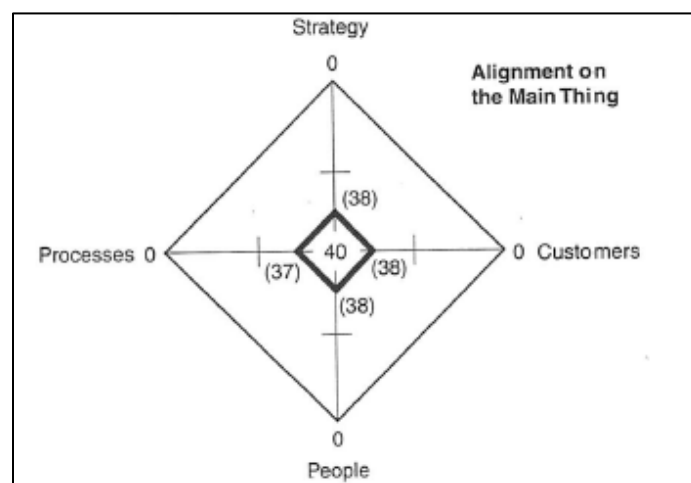 Strategy
0
Alignment on
the Main Thing
(38)
Processes 0
40
0 Customers
(37)
(38)
(38)
0
People